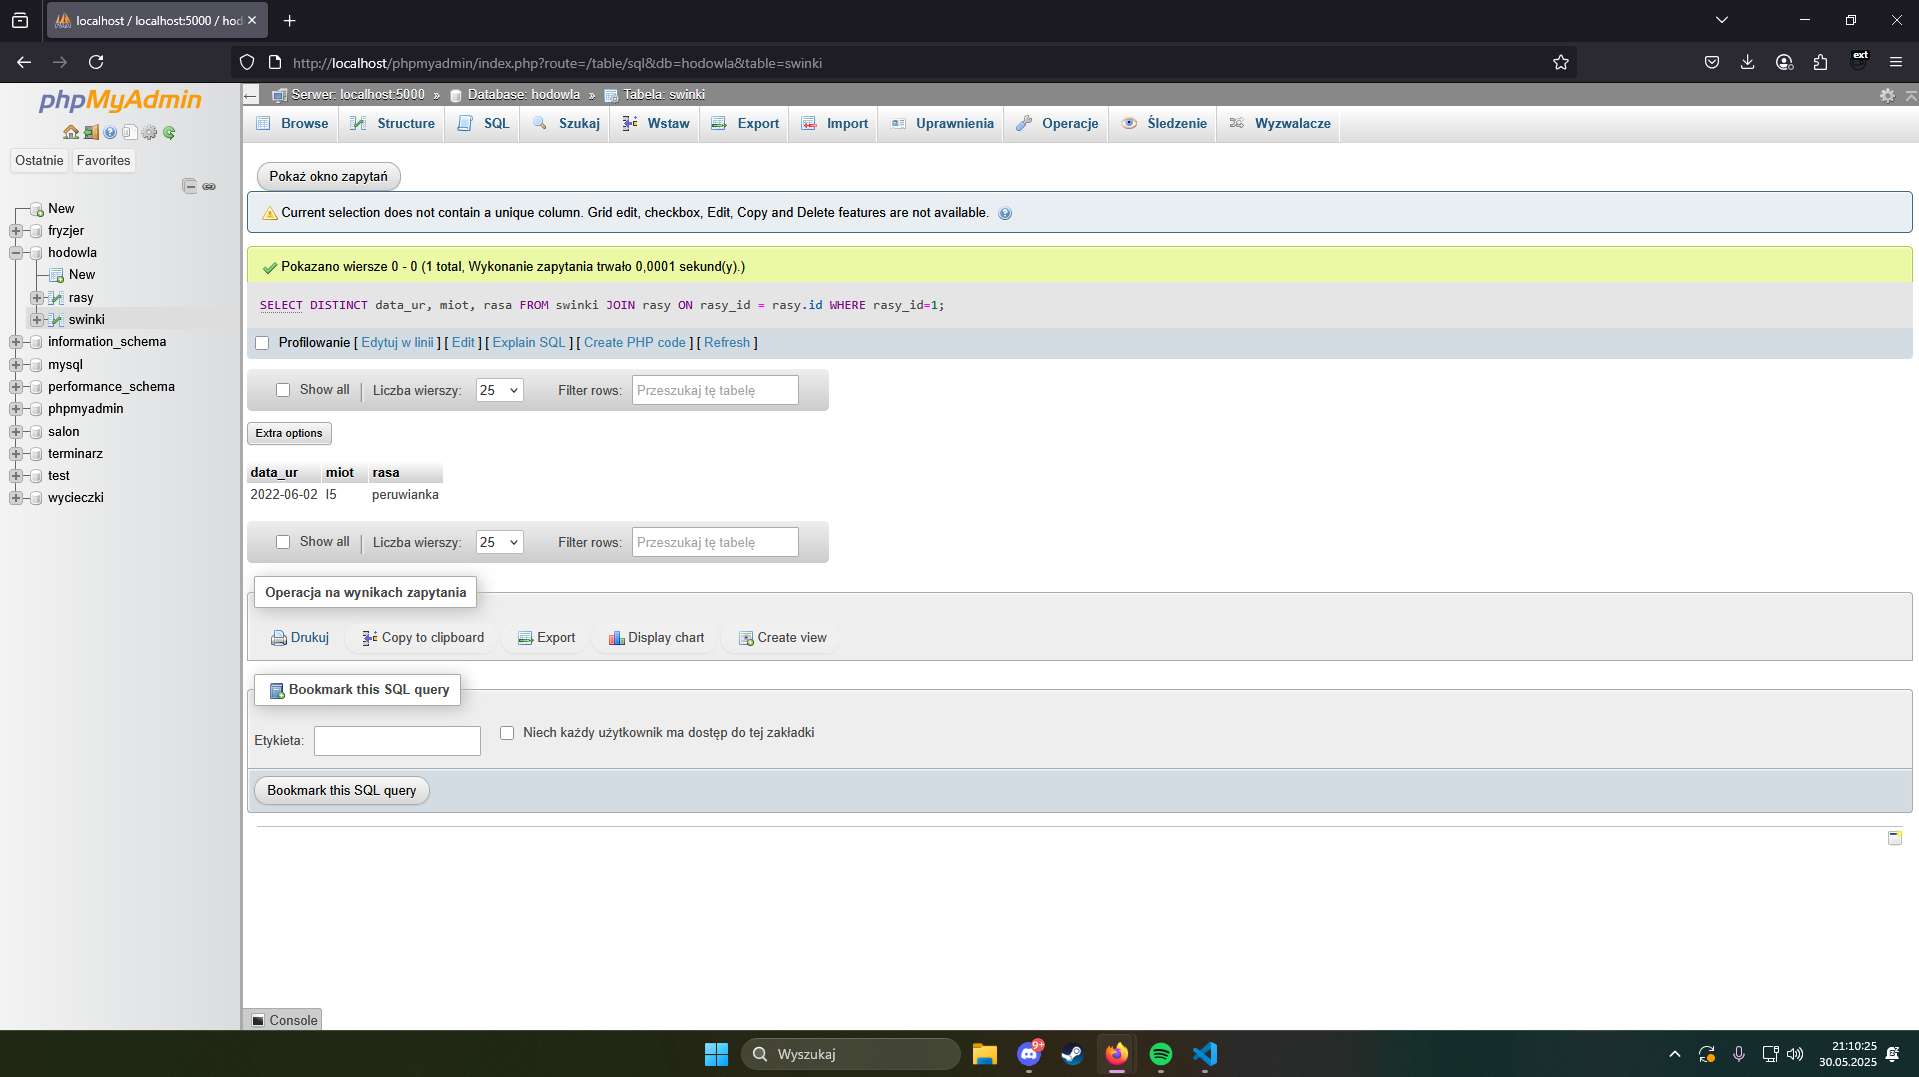 localhost / localhost:5000 / hod
http://localhost/phpmyadmin/index.php?route=/table/sql&db=hodowla&table=swinki
ext
phpMyAdmin
Ostatnie Favorites
New
fryzjer
hodowla
New
rasy
swinki
information_schema
mysql
performance_schema
phpmyadmin
salon
terminarz
test
wycieczki
Serwer: localhost:5000 » Database: hodowla » Tabela: swinki
Browse Structure SQL Szukaj Wstaw Export Import Uprawnienia Operacje Śledzenie Wyzwalacze
Pokaż okno zapytań
Current selection does not contain a unique column. Grid edit, checkbox, Edit, Copy and Delete features are not available.
Pokazano wiersze 0 - 0 (1 total, Wykonanie zapytania trwało 0,0001 sekund(y).)
SELECT DISTINCT data_ur, miot, rasa FROM swinki JOIN rasy ON rasy_id = rasy.id WHERE rasy_id=1;
Profilowanie [ Edytuj w linii ] [ Edit ] [ Explain SQL ] [ Create PHP code ] [ Refresh ]
Show all | Liczba wierszy: 25 Filter rows: Przeszukaj tę tabelę
Extra options
data_ur miot rasa
2022-06-02 I5 peruwianka
Show all | Liczba wierszy: 25 Filter rows: Przeszukaj tę tabelę
Operacja na wynikach zapytania
Drukuj Copy to clipboard Export Display chart Create view
Bookmark this SQL query
Etykieta: Niech każdy użytkownik ma dostęp do tej zakładki
Bookmark this SQL query
Console
Wyszukaj
9+
21:10:25
30.05.2025